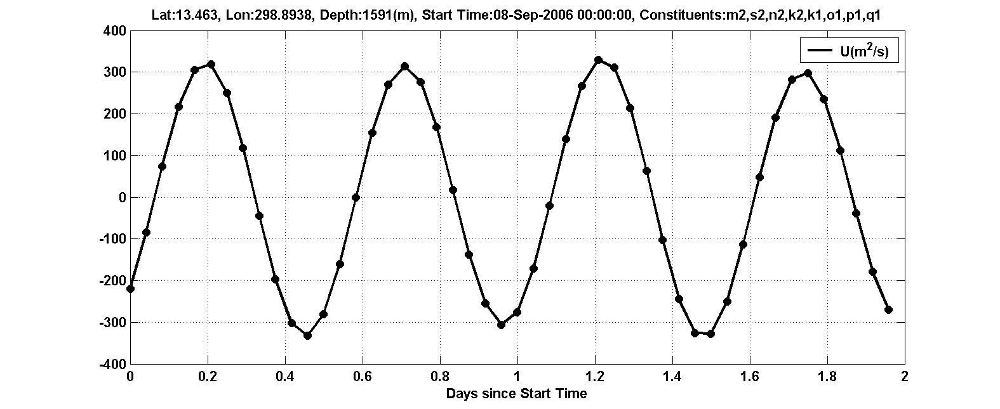 Lat:13.463, Lon:298.8938, Depth:1591(m), Start Time:08-Sep-2006 00:00:00, Constituents:m2,s2,n2,k2,k1,o1,p1,q1
400
300
200
100
0
-100
-200
-300
-400
U(m²/s)
0 0.2 0.4 0.6 0.8 1 1.2 1.4 1.6 1.8 2
Days since Start Time